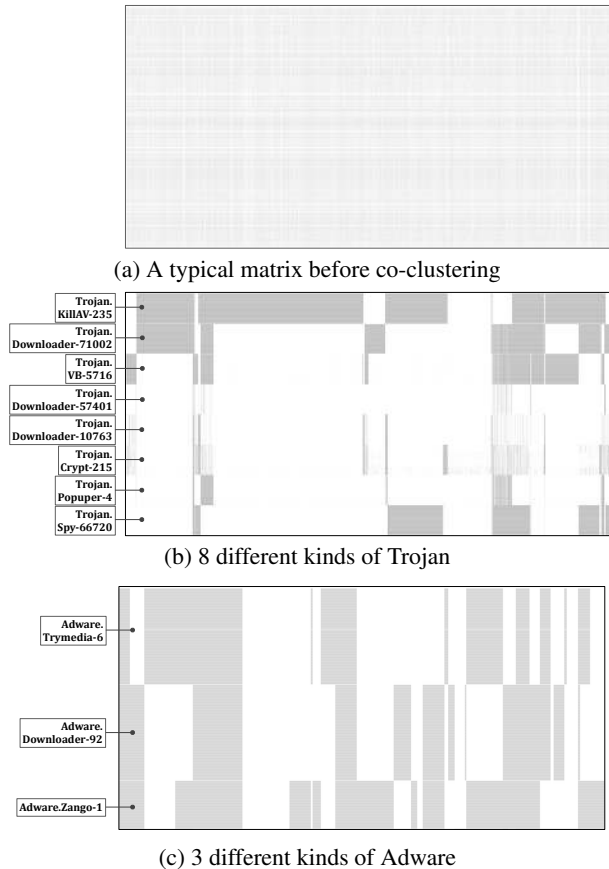 (a) A typical matrix before co-clustering
Trojan.
KillAV-235
Trojan.
Downloader-71002
Trojan.
VB-5716
Trojan.
Downloader-57401
Trojan.
Downloader-10763
Trojan.
Crypt-215
Trojan.
Popuper-4
Trojan.
Spy-66720
(b) 8 different kinds of Trojan
Adware.
Trymedia-6
Adware.
Downloader-92
Adware.Zango-1
(c) 3 different kinds of Adware